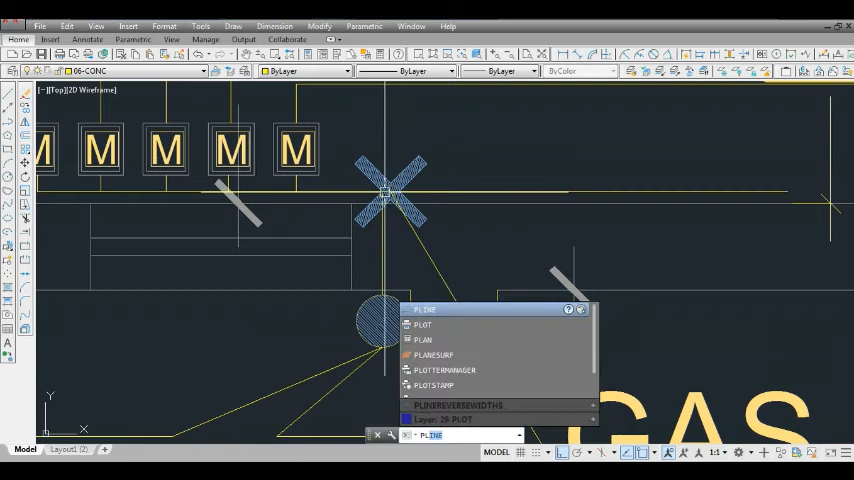 File Edit View Insert Format Tools Draw Dimension Modify Parametric Window Help
Home Insert Annotate Parametric View Manage Output Collaborate
06-CONC ByLayer ByLayer ByLayer ByColor
[−][Top][2D Wireframe]
M M M M M
PLINE
PLOT
PLAN
PLANESURF
PLOTTERMANAGER
PLOTSTAMP
PLINEREVERSEWIDTHS
Layer: 26 PLOT
GAS
Y
X
PLINE
Model Layout1 (2) +
MODEL 1:1